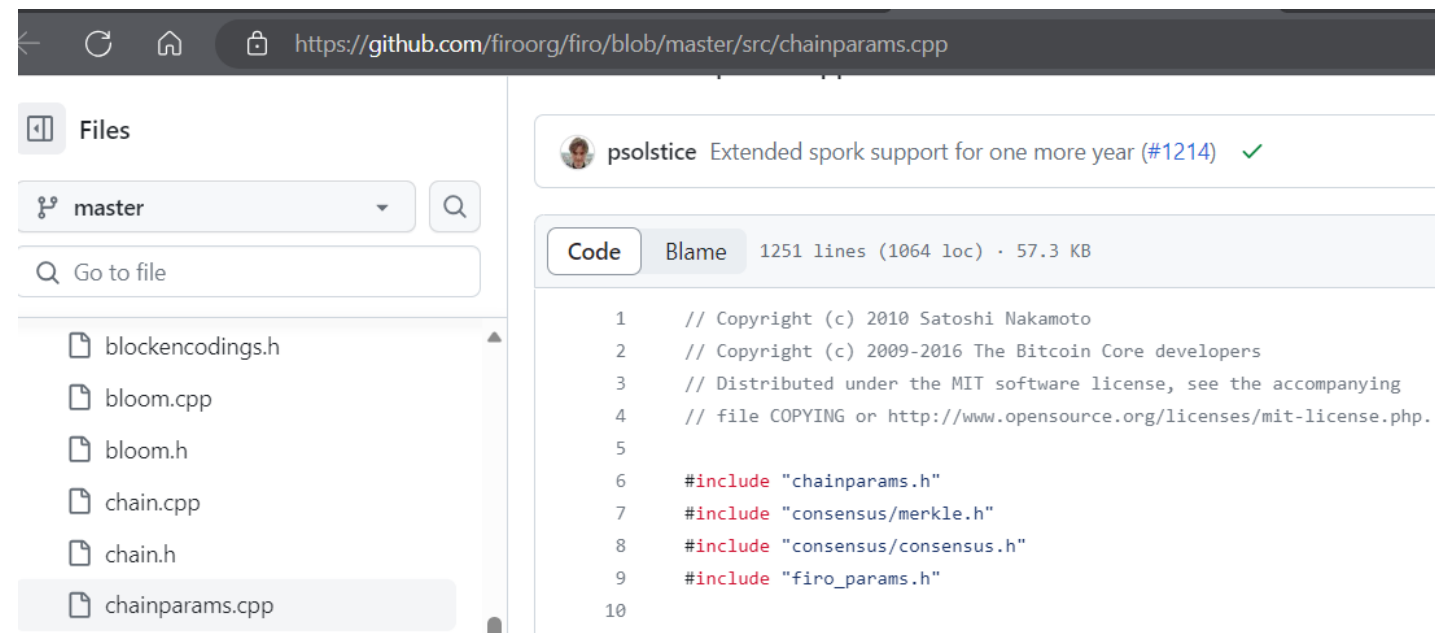 https://github.com/firoorg/firo/blob/master/src/chainparams.cpp
Files
master
Go to file
blockencodings.h
bloom.cpp
bloom.h
chain.cpp
chain.h
chainparams.cpp
psolstice Extended spork support for one more year (#1214)
Code Blame 1251 lines (1064 loc) · 57.3 KB
1 // Copyright (c) 2010 Satoshi Nakamoto
2 // Copyright (c) 2009-2016 The Bitcoin Core developers
3 // Distributed under the MIT software license, see the accompanying
4 // file COPYING or http://www.opensource.org/licenses/mit-license.php.
5
6 #include "chainparams.h"
7 #include "consensus/merkle.h"
8 #include "consensus/consensus.h"
9 #include "firo_params.h"
10